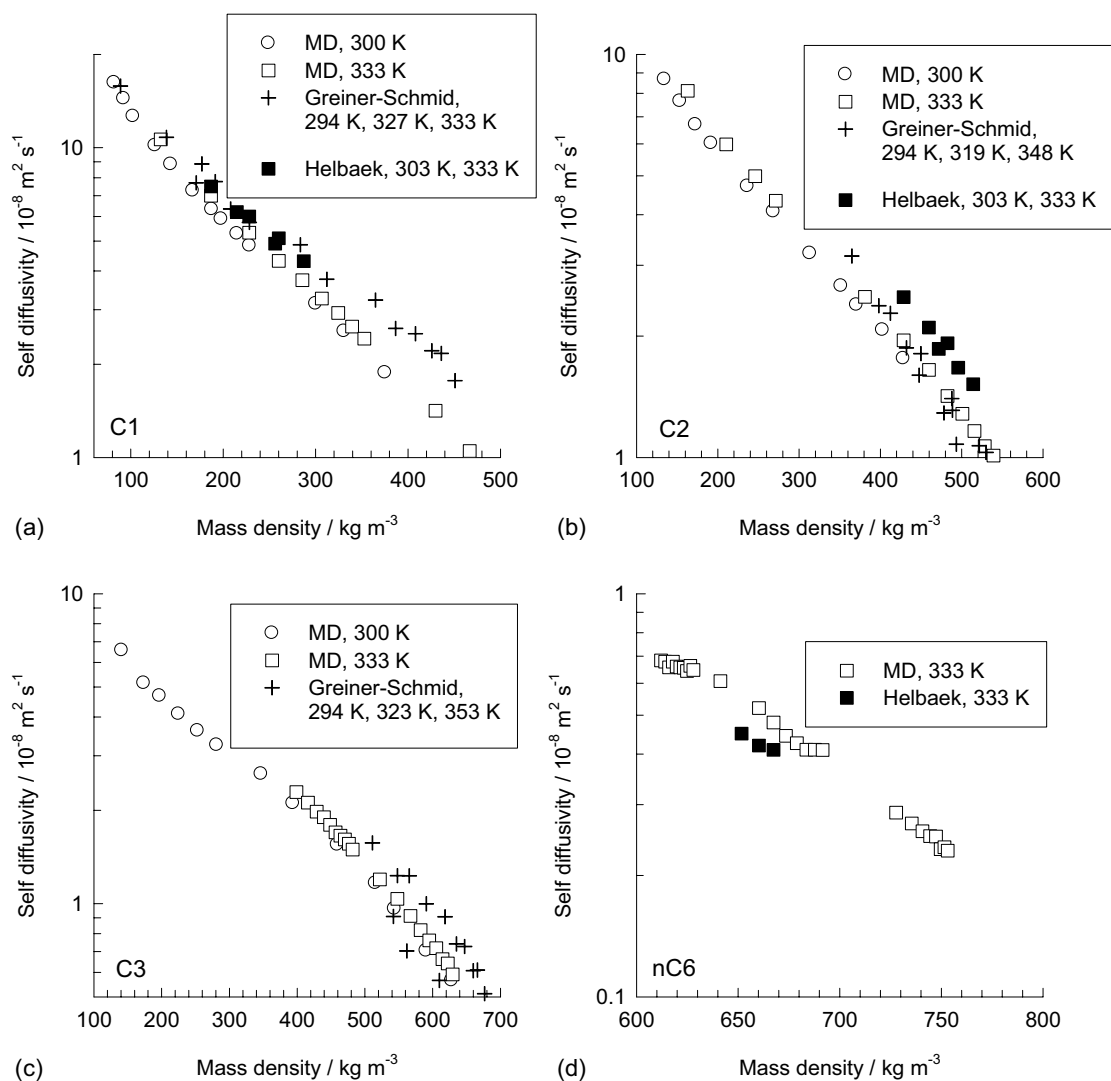 MD, 300 K
MD, 333 K
Greiner-Schmid,
294 K, 327 K, 333 K
Helbaek, 303 K, 333 K
10
1
Self diffusivity / 10⁻⁸ m² s⁻¹
C1
100 200 300 400 500
(a)
Mass density / kg m⁻³
MD, 300 K
MD, 333 K
Greiner-Schmid,
294 K, 319 K, 348 K
Helbaek, 303 K, 333 K
10
1
Self diffusivity / 10⁻⁸ m² s⁻¹
C2
100 200 300 400 500 600
(b)
Mass density / kg m⁻³
MD, 300 K
MD, 333 K
Greiner-Schmid,
294 K, 323 K, 353 K
10
1
Self diffusivity / 10⁻⁸ m² s⁻¹
C3
100 200 300 400 500 600 700
(c)
Mass density / kg m⁻³
MD, 333 K
Helbaek, 333 K
1
0.1
Self diffusivity / 10⁻⁸ m² s⁻¹
nC6
600 650 700 750 800
(d)
Mass density / kg m⁻³